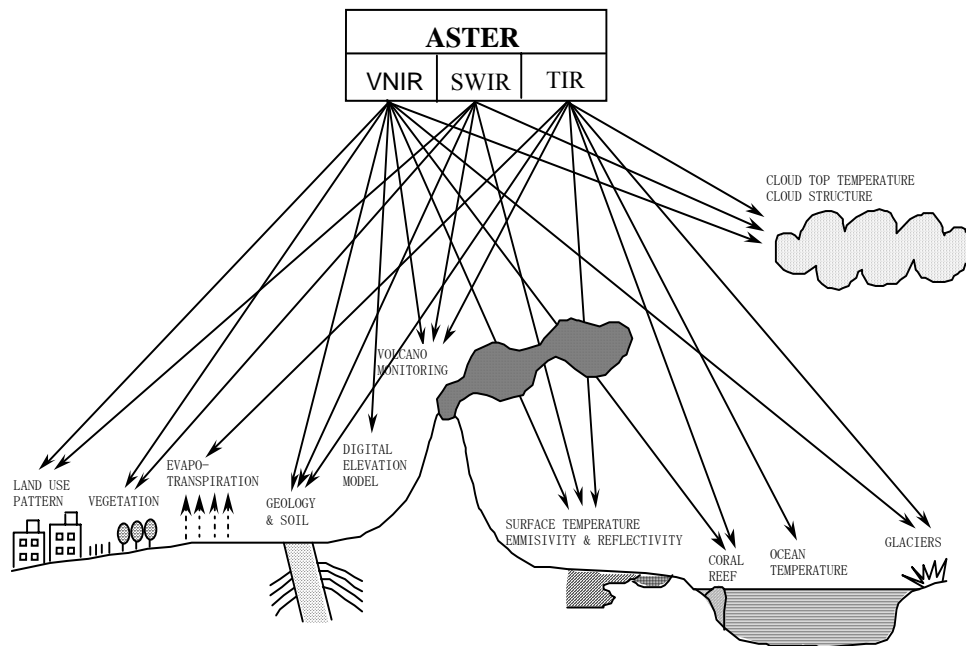 ASTER
VNIR SWIR TIR
CLOUD TOP TEMPERATURE
CLOUD STRUCTURE
VOLCANO
MONITORING
DIGITAL
ELEVATION
MODEL
EVAPO-
TRANSPIRATION
LAND USE
PATTERN
VEGETATION
GEOLOGY
& SOIL
SURFACE TEMPERATURE
EMMISIVITY & REFLECTIVITY
CORAL
REEF
OCEAN
TEMPERATURE
GLACIERS